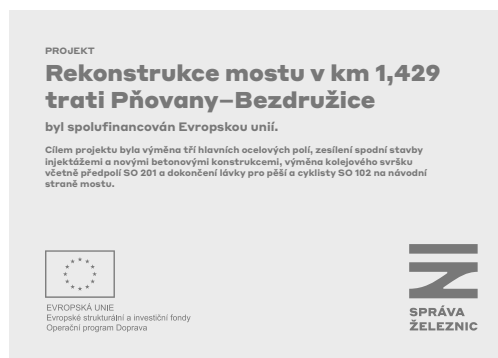 PROJEKT
Rekonstrukce mostu v km 1,429
trati Pňovany–Bezdružice
byl spolufinancován Evropskou unií.
Cílem projektu byla výměna tří hlavních ocelových polí, zesílení spodní stavby
injektážemi a novými betonovými konstrukcemi, výměna kolejového svršku
včetně předpolí SO 201 a dokončení lávky pro pěší a cyklisty SO 102 na návodní
straně mostu.
EVROPSKÁ UNIE
Evropské strukturální a investiční fondy
Operační program Doprava
SPRÁVA
ŽELEZNIC